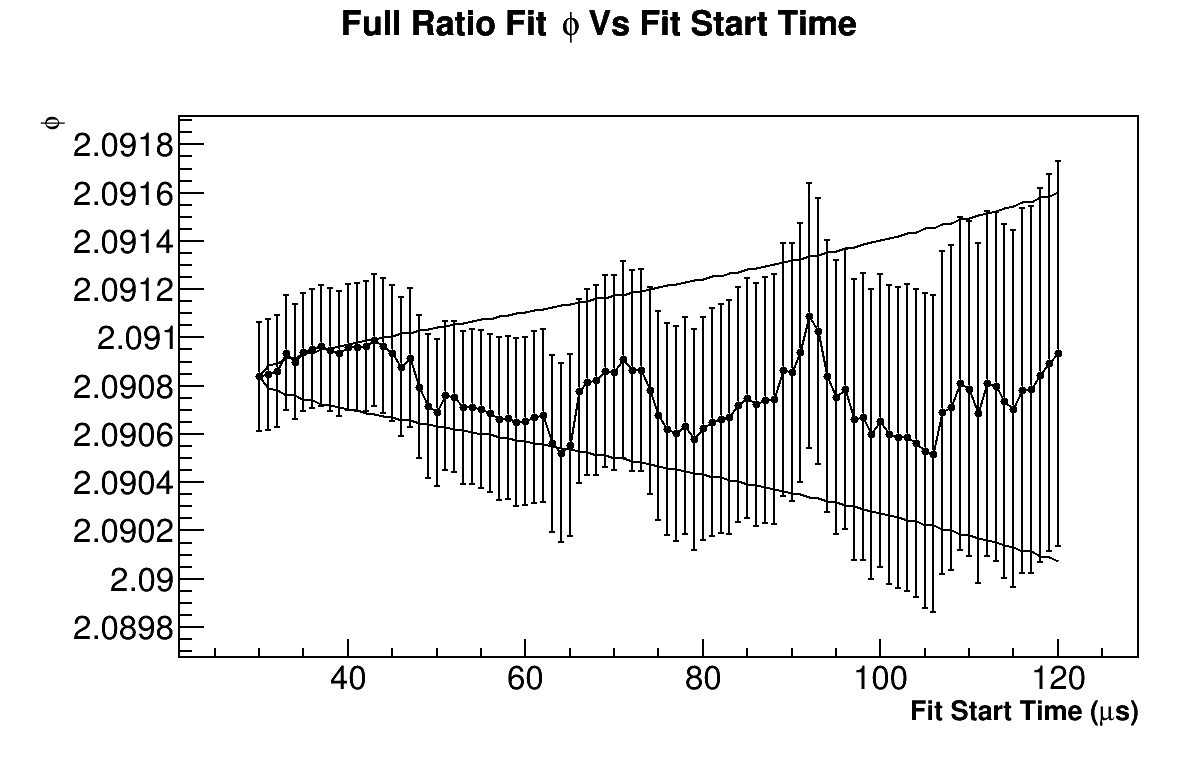 Full Ratio Fit ϕ Vs Fit Start Time
ϕ
2.0918
2.0916
2.0914
2.0912
2.091
2.0908
2.0906
2.0904
2.0902
2.09
2.0898
40 60 80 100 120
Fit Start Time (μs)